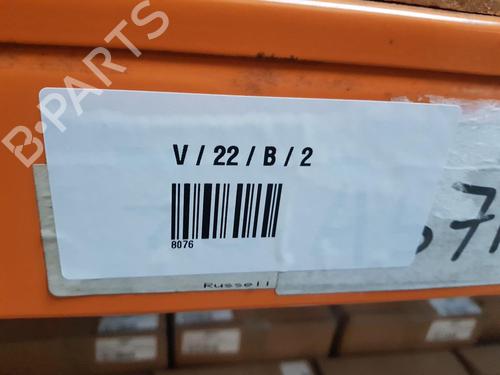 B-PARTS
V / 22 / B / 2
8076
Russell